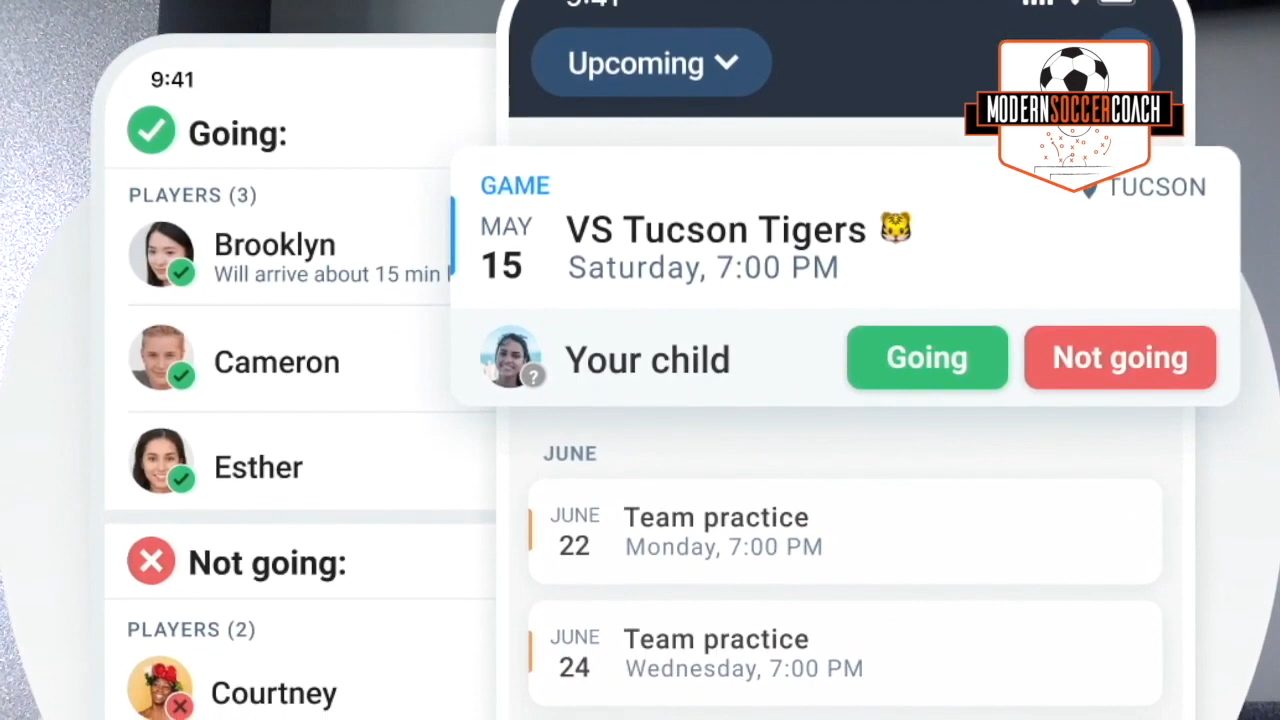 9:41
Going:
PLAYERS (3)
Brooklyn
Will arrive about 15 min
Cameron
Esther
Not going:
PLAYERS (2)
Courtney
9:41
Upcoming
MODERNSOCCERCOACH
GAME
TUCSON
MAY
15
VS Tucson Tigers 🐯
Saturday, 7:00 PM
?
Your child
Going
Not going
JUNE
JUNE
22
Team practice
Monday, 7:00 PM
JUNE
24
Team practice
Wednesday, 7:00 PM